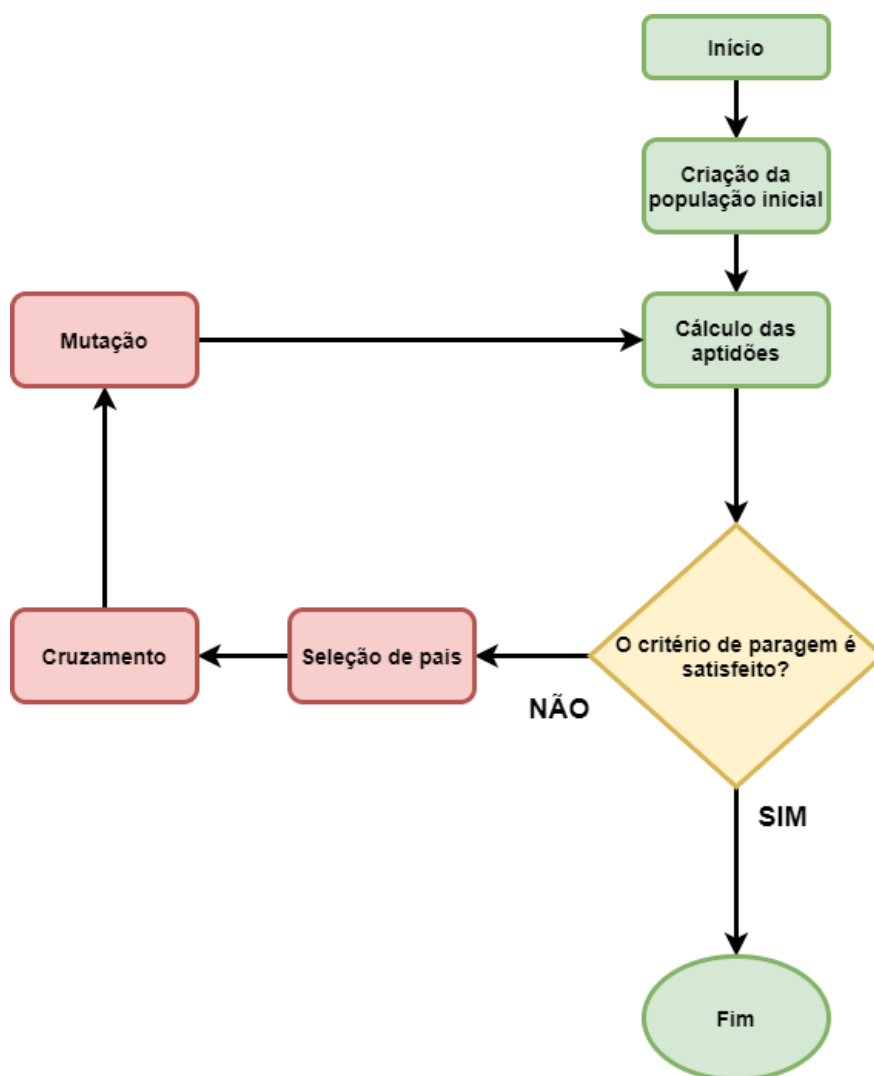 Início
Criação da
população inicial
Cálculo das
aptidões
Mutação
O critério de paragem é
satisfeito?
Seleção de pais
Cruzamento
NÃO
SIM
Fim